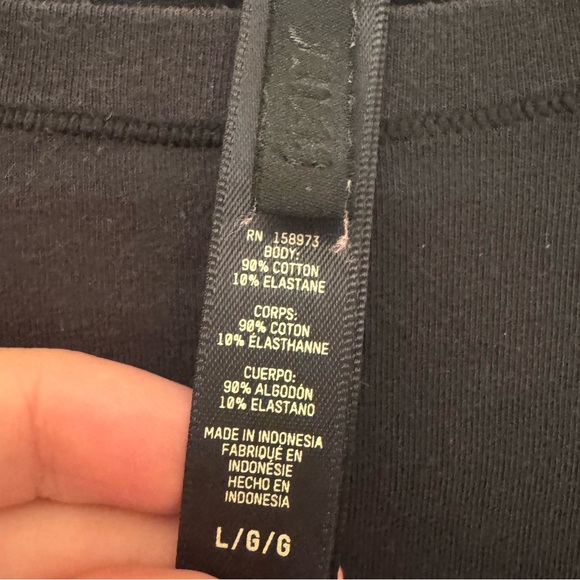 RN 158973
BODY:
90% COTTON
10% ELASTANE
CORPS:
90% COTON
10% ÉLASTHANNE
CUERPO:
90% ALGODÓN
10% ELASTANO
MADE IN INDONESIA
FABRIQUÉ EN
INDONÉSIE
HECHO EN
INDONESIA
L/G/G